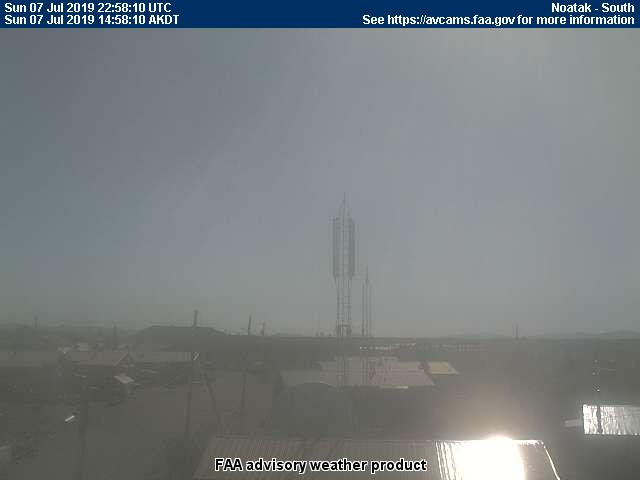 Sun 07 Jul 2019 22:58:10 UTC
Noatak - South
Sun 07 Jul 2019 14:58:10 AKDT
See https://avcams.faa.gov for more information
FAA advisory weather product